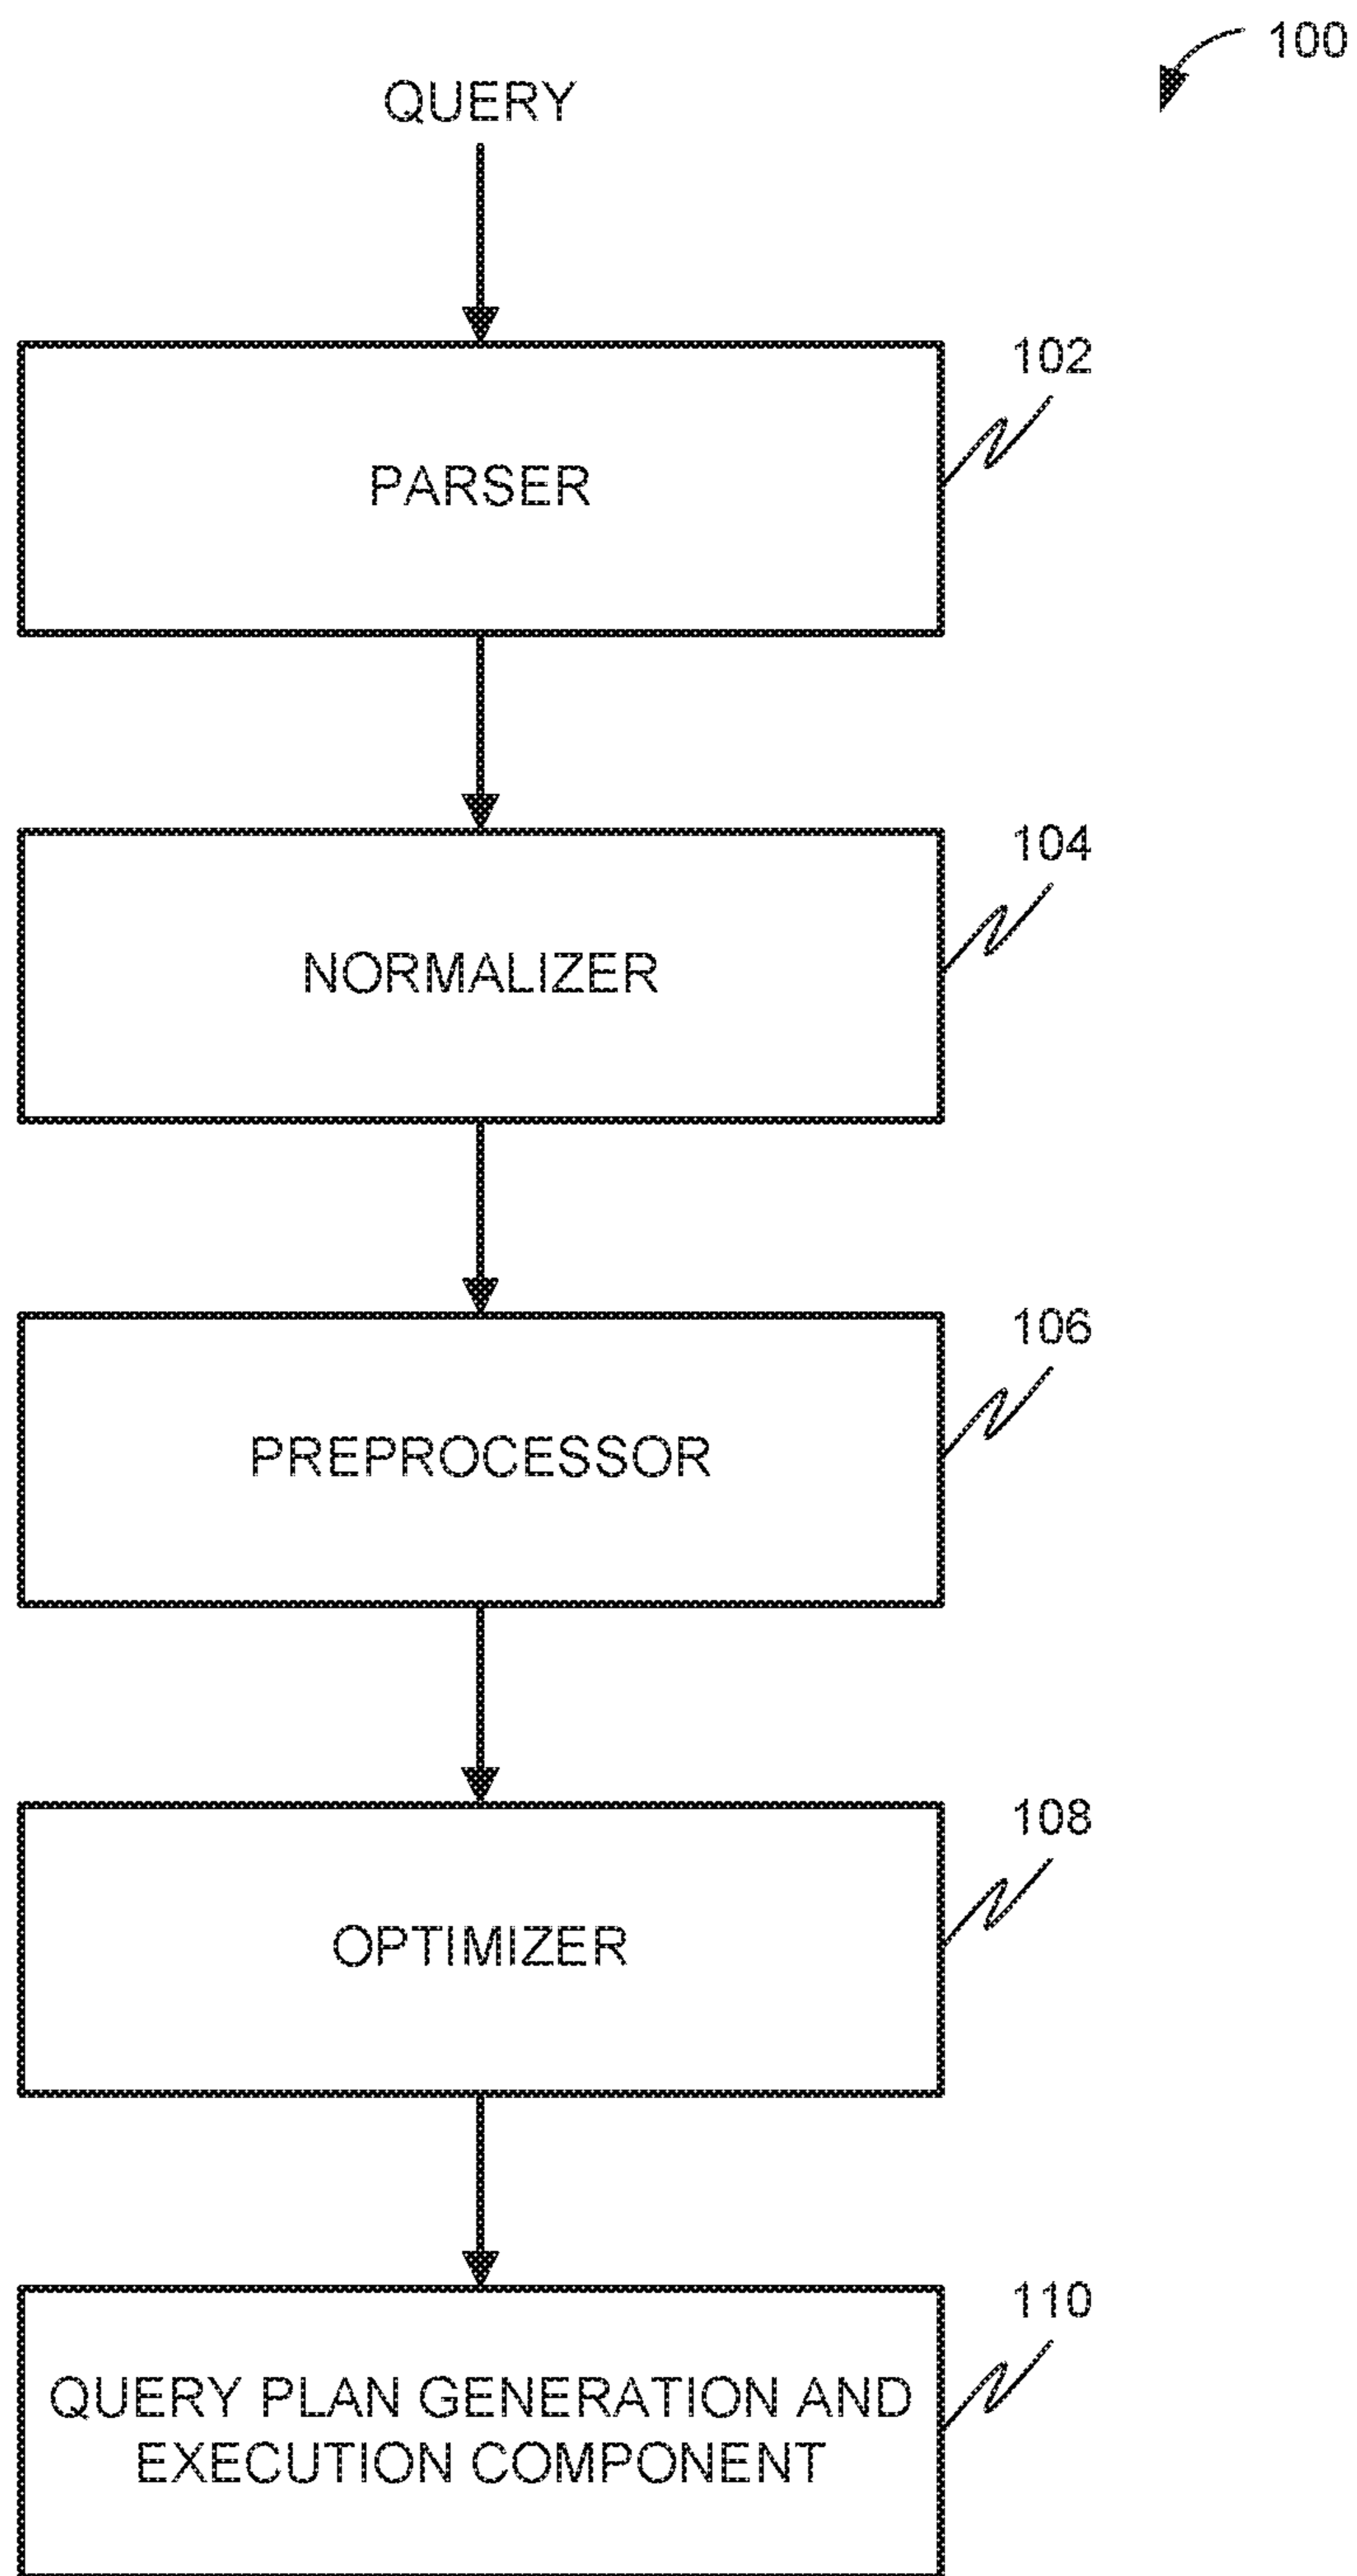 100
QUERY
102
PARSER
104
NORMALIZER
106
PREPROCESSOR
108
OPTIMIZER
110
QUERY PLAN GENERATION AND
EXECUTION COMPONENT